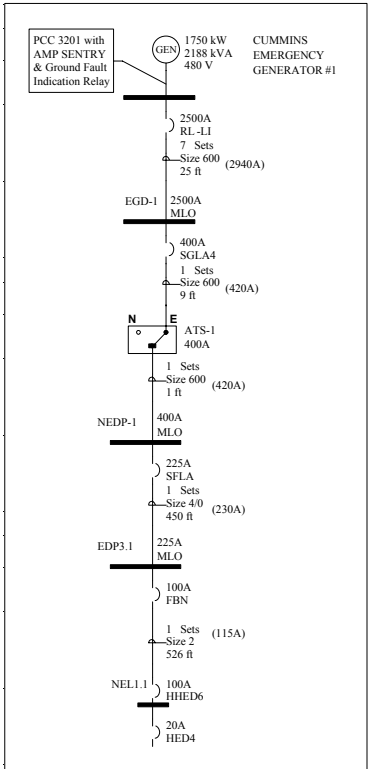 PCC 3201 with
AMP SENTRY
& Ground Fault
Indication Relay
GEN
1750 kW
2188 kVA
480 V
CUMMINS
EMERGENCY
GENERATOR #1
2500A
RL-LI
7 Sets
Size 600
25 ft
(2940A)
EGD-1
2500A
MLO
400A
SGLA4
1 Sets
Size 600
9 ft
(420A)
N E
ATS-1
400A
1 Sets
Size 600
1 ft
(420A)
NEDP-1
400A
MLO
225A
SFLA
1 Sets
Size 4/0
450 ft
(230A)
EDP3.1
225A
MLO
100A
FBN
1 Sets
Size 2
526 ft
(115A)
NEL1.1
100A
HHED6
20A
HED4